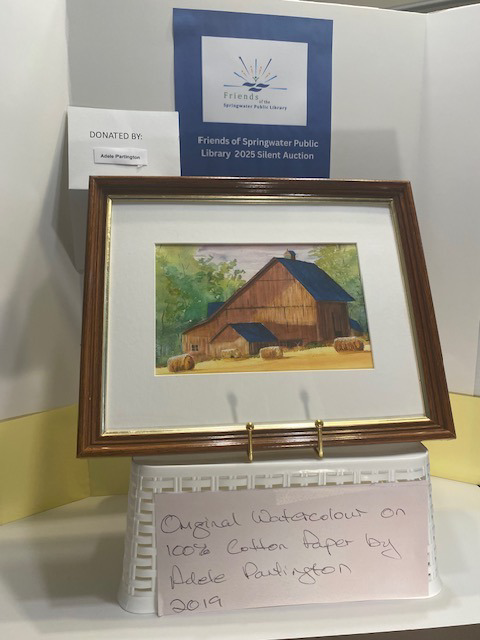 Friends
of the
Springwater Public Library
Friends of Springwater Public
Library 2025 Silent Auction
DONATED BY:
Adele Partington
Original Watercolour on
100% Cotton Paper by
Adele Partington
2019